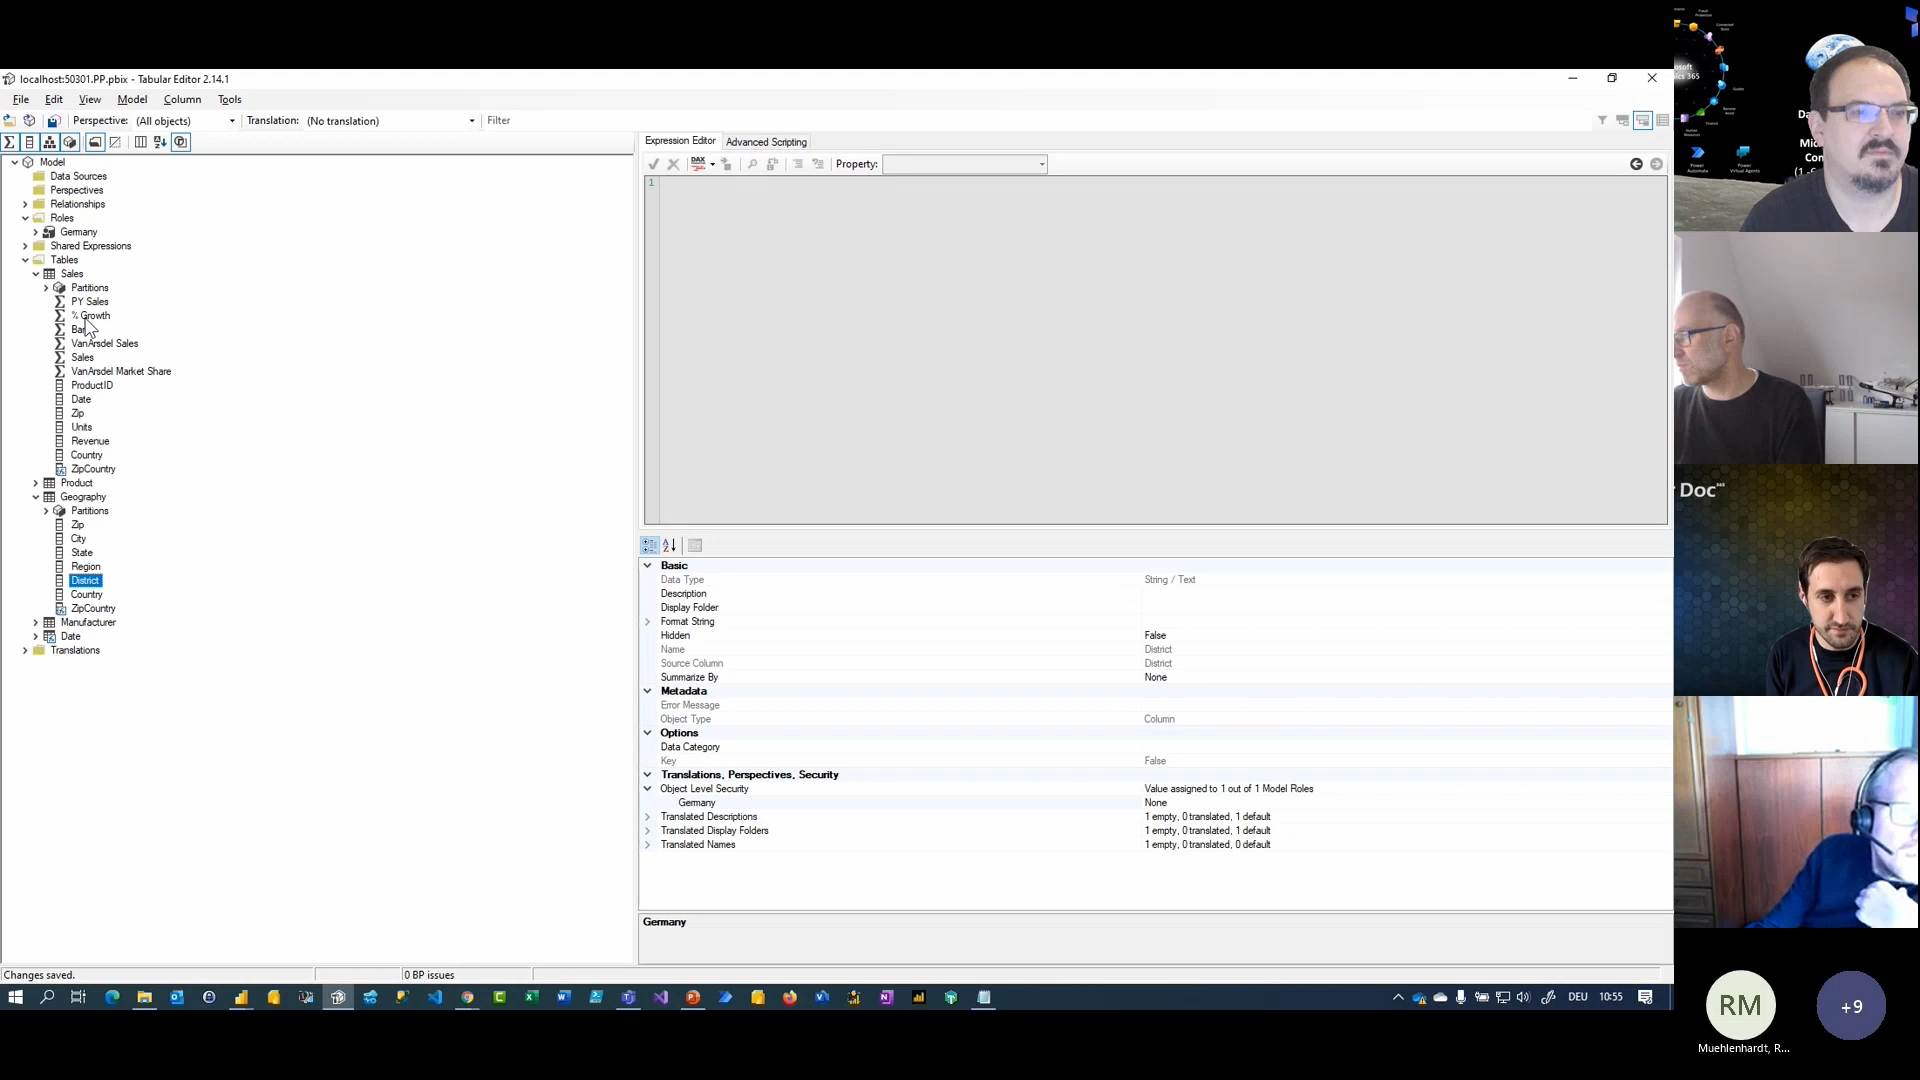 localhost:50301.PP.pbix - Tabular Editor 2.14.1
File Edit View Model Column Tools
Perspective: (All objects) Translation: (No translation) Filter
Model
Data Sources
Perspectives
Relationships
Roles
Germany
Shared Expressions
Tables
Sales
Partitions
PY Sales
% Growth
VanArsdel Sales
Sales
VanArsdel Market Share
ProductID
Date
Zip
Units
Revenue
Country
ZipCountry
Product
Geography
Partitions
Zip
City
State
Region
District
Country
ZipCountry
Manufacturer
Date
Translations
Expression Editor Advanced Scripting
DAX Property:
1
Basic
Data Type String / Text
Description
Display Folder
Format String
Hidden False
Name District
Source Column District
Summarize By None
Metadata
Error Message
Object Type Column
Options
Data Category
Key False
Translations, Perspectives, Security
Object Level Security Value assigned to 1 out of 1 Model Roles
Germany None
Translated Descriptions 1 empty, 0 translated, 1 default
Translated Display Folders 1 empty, 0 translated, 1 default
Translated Names 1 empty, 0 translated, 0 default
Germany
Changes saved. 0 BP issues
DEU 10:55
Doc
RM
+9
Muehlenhardt, R...